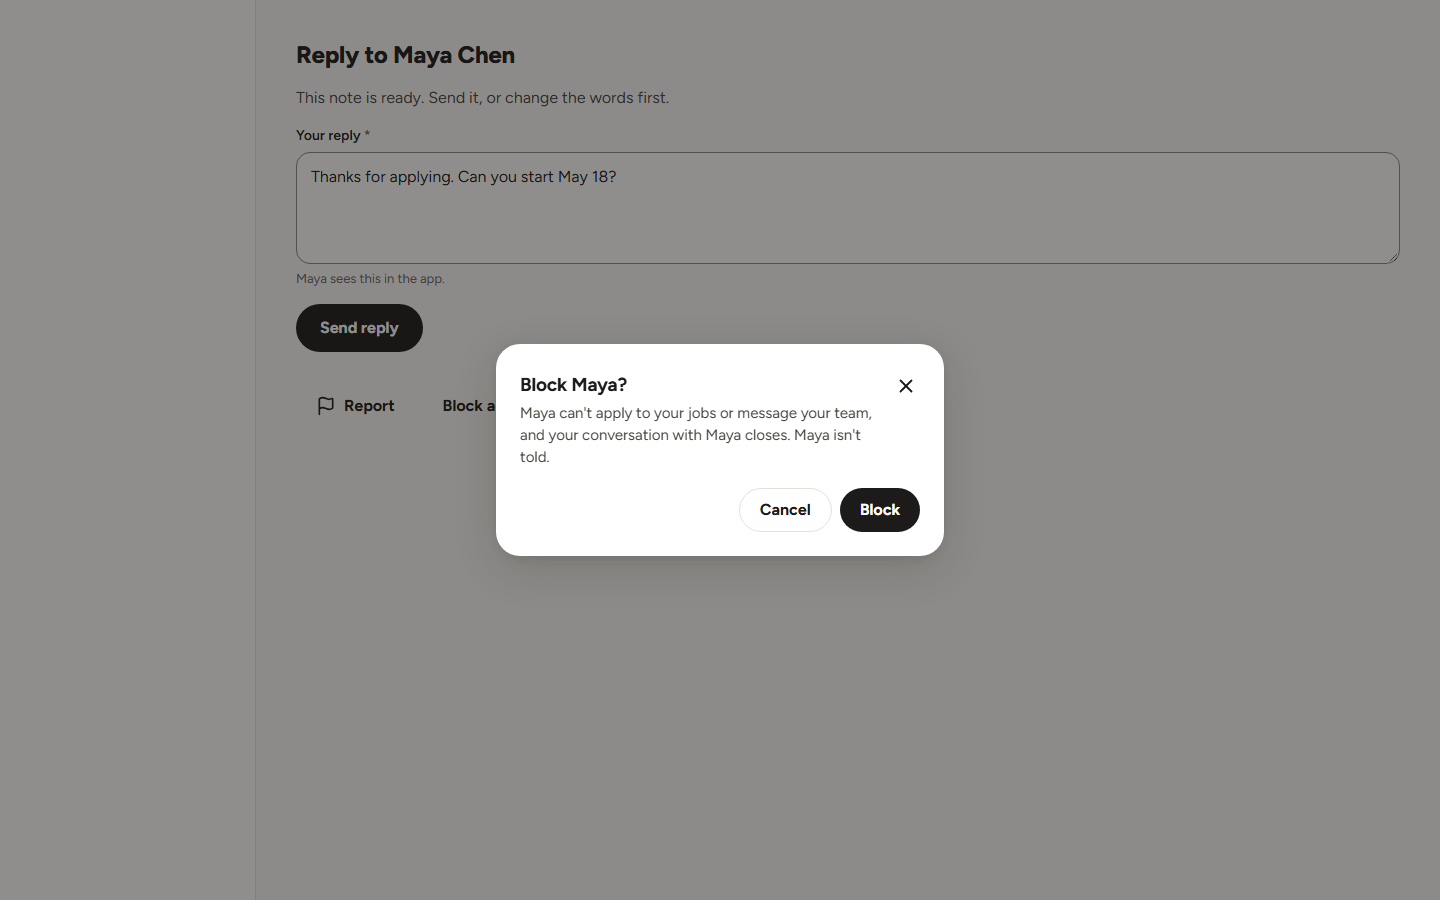 Reply to Maya Chen
This note is ready. Send it, or change the words first.
Your reply *
Thanks for applying. Can you start May 18?
Maya sees this in the app.
Send reply
Report
Block a
Block Maya?
Maya can't apply to your jobs or message your team,
and your conversation with Maya closes. Maya isn't
told.
Cancel
Block